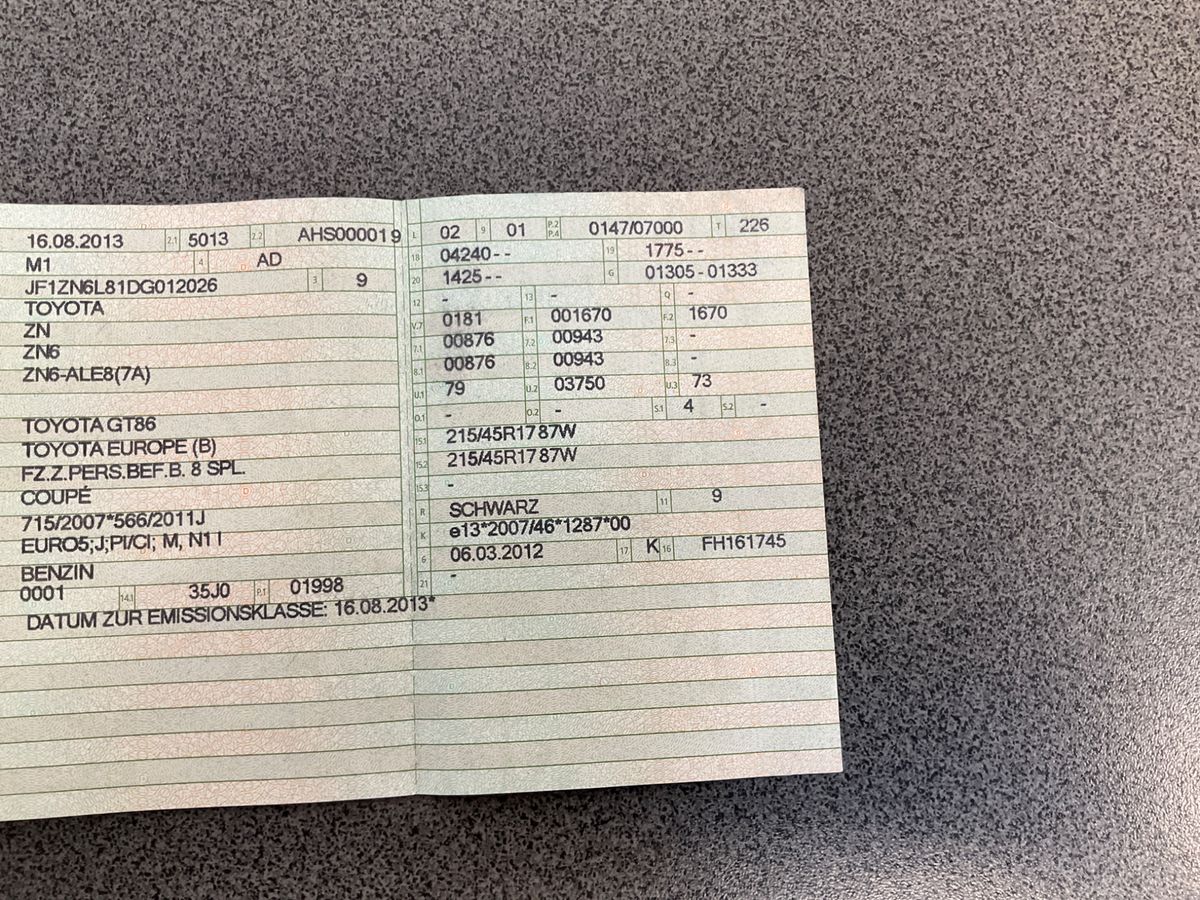 16.08.2013 2.1 5013 2.2 AHS000019
M1 4 AD
JF1ZN6L81DG012026 3 9
TOYOTA
ZN
ZN6
ZN6-ALE8(7A)
TOYOTA GT86
TOYOTA EUROPE (B)
FZ.Z.PERS.BEF.B. 8 SPL.
COUPÉ
715/2007*566/2011J
EURO5;J;PI/CI; M, N1 I
BENZIN
0001 14.1 35J0 P.1 01998
DATUM ZUR EMISSIONSKLASSE: 16.08.2013*
L 02 9 01 P.2 P.4 0147/07000 T 226
18 04240-- 19 1775--
20 1425-- G 01305-01333
12 - 13 - Q -
V.7 0181 F.1 001670 F.2 1670
7.1 00876 7.2 00943 7.3 -
8.1 00876 8.2 00943 8.3 -
U.1 79 U.2 03750 U.3 73
O.1 - O.2 - S.1 4 S.2 -
15.1 215/45R17 87W
15.2 215/45R17 87W
15.3 -
R SCHWARZ 11 9
K e13*2007/46*1287*00
6 06.03.2012 17 K 16 FH161745
21 -